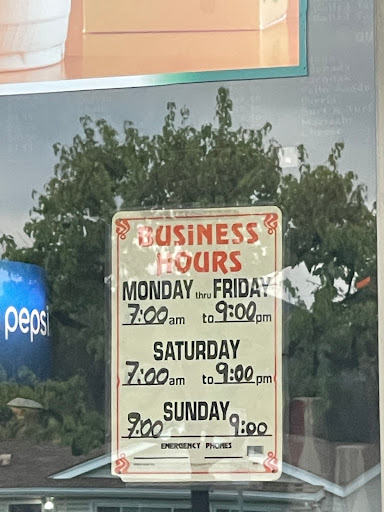 BUSINESS
HOURS
MONDAY thru FRIDAY
7:00 am to 9:00 pm
SATURDAY
7:00 am to 9:00 pm
SUNDAY
7:00 9:00
EMERGENCY PHONES
pepsi